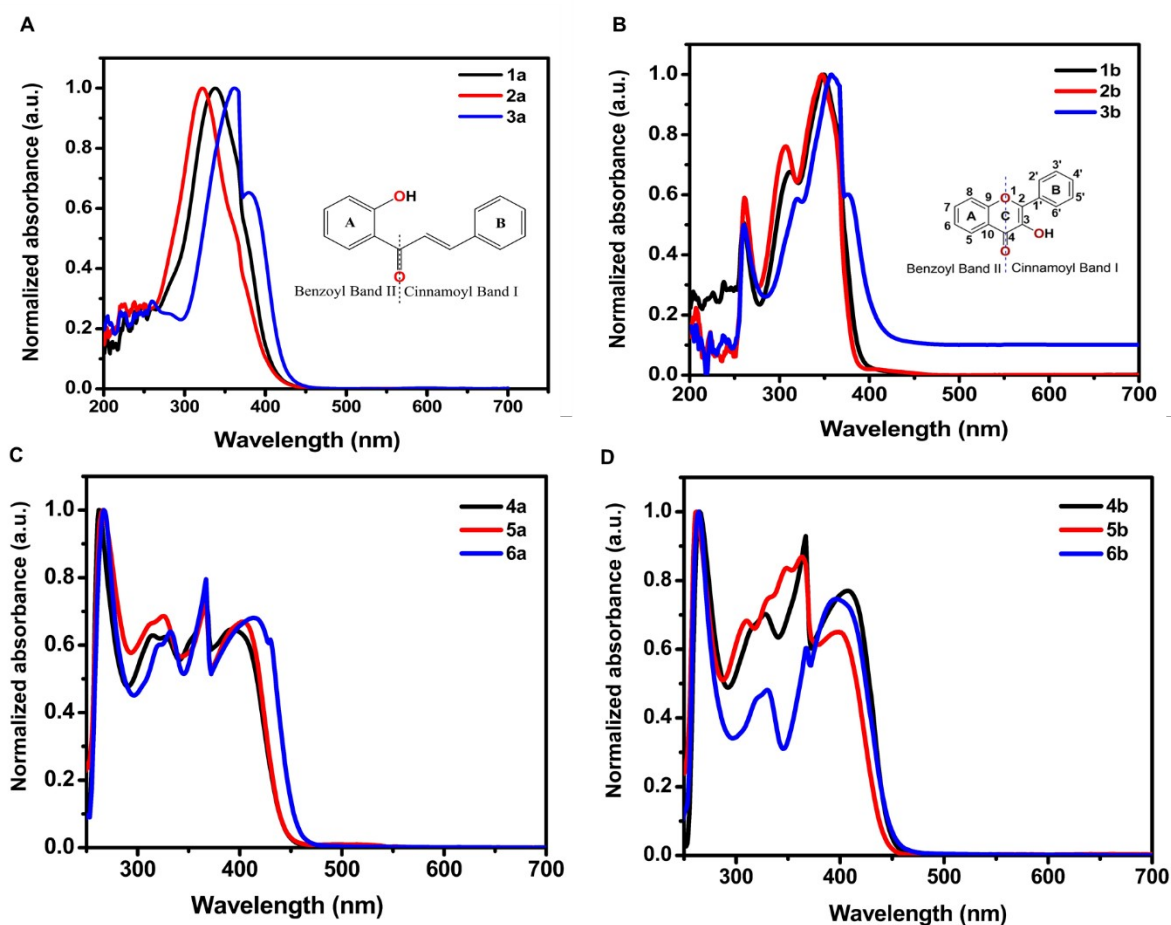 A
1a
2a
3a
Normalized absorbance (a.u.)
1.0
0.8
0.6
0.4
0.2
0.0
OH
A
B
O
Benzoyl Band II
Cinnamoyl Band I
200
300
400
500
600
700
Wavelength (nm)
B
1b
2b
3b
Normalized absorbance (a.u.)
1.0
0.8
0.6
0.4
0.2
0.0
3'
2'
4'
B
8
1
O
9
2
1'
5'
7
A
C
6'
6
3
10
4
OH
5
O
Benzoyl Band II
Cinnamoyl Band I
200
300
400
500
600
700
Wavelength (nm)
C
4a
5a
6a
Normalized absorbance (a.u.)
1.0
0.8
0.6
0.4
0.2
0.0
300
400
500
600
700
Wavelength (nm)
D
4b
5b
6b
Normalized absorbance (a.u.)
1.0
0.8
0.6
0.4
0.2
0.0
300
400
500
600
700
Wavelength (nm)